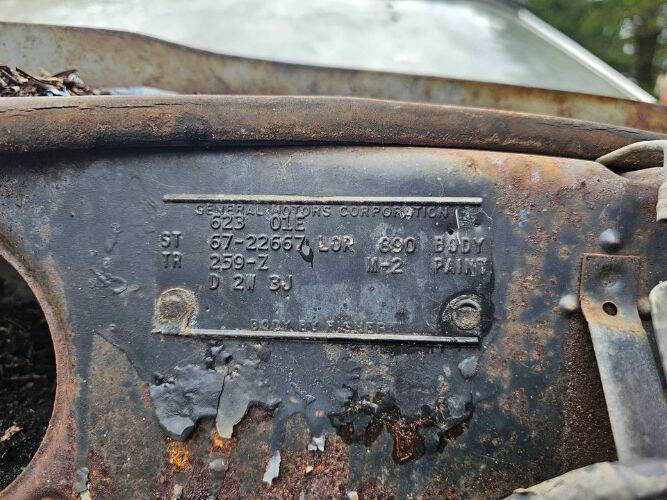 GENERAL MOTORS CORPORATION
623 01E
ST 67-22667 LOR 890 BODY
TR 259-Z M-2 PAINT
D 2W 3J
BODY BY FISHER